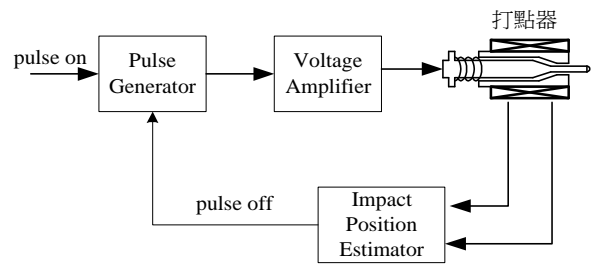 打點器
pulse on
Pulse
Generator
Voltage
Amplifier
pulse off
Impact
Position
Estimator